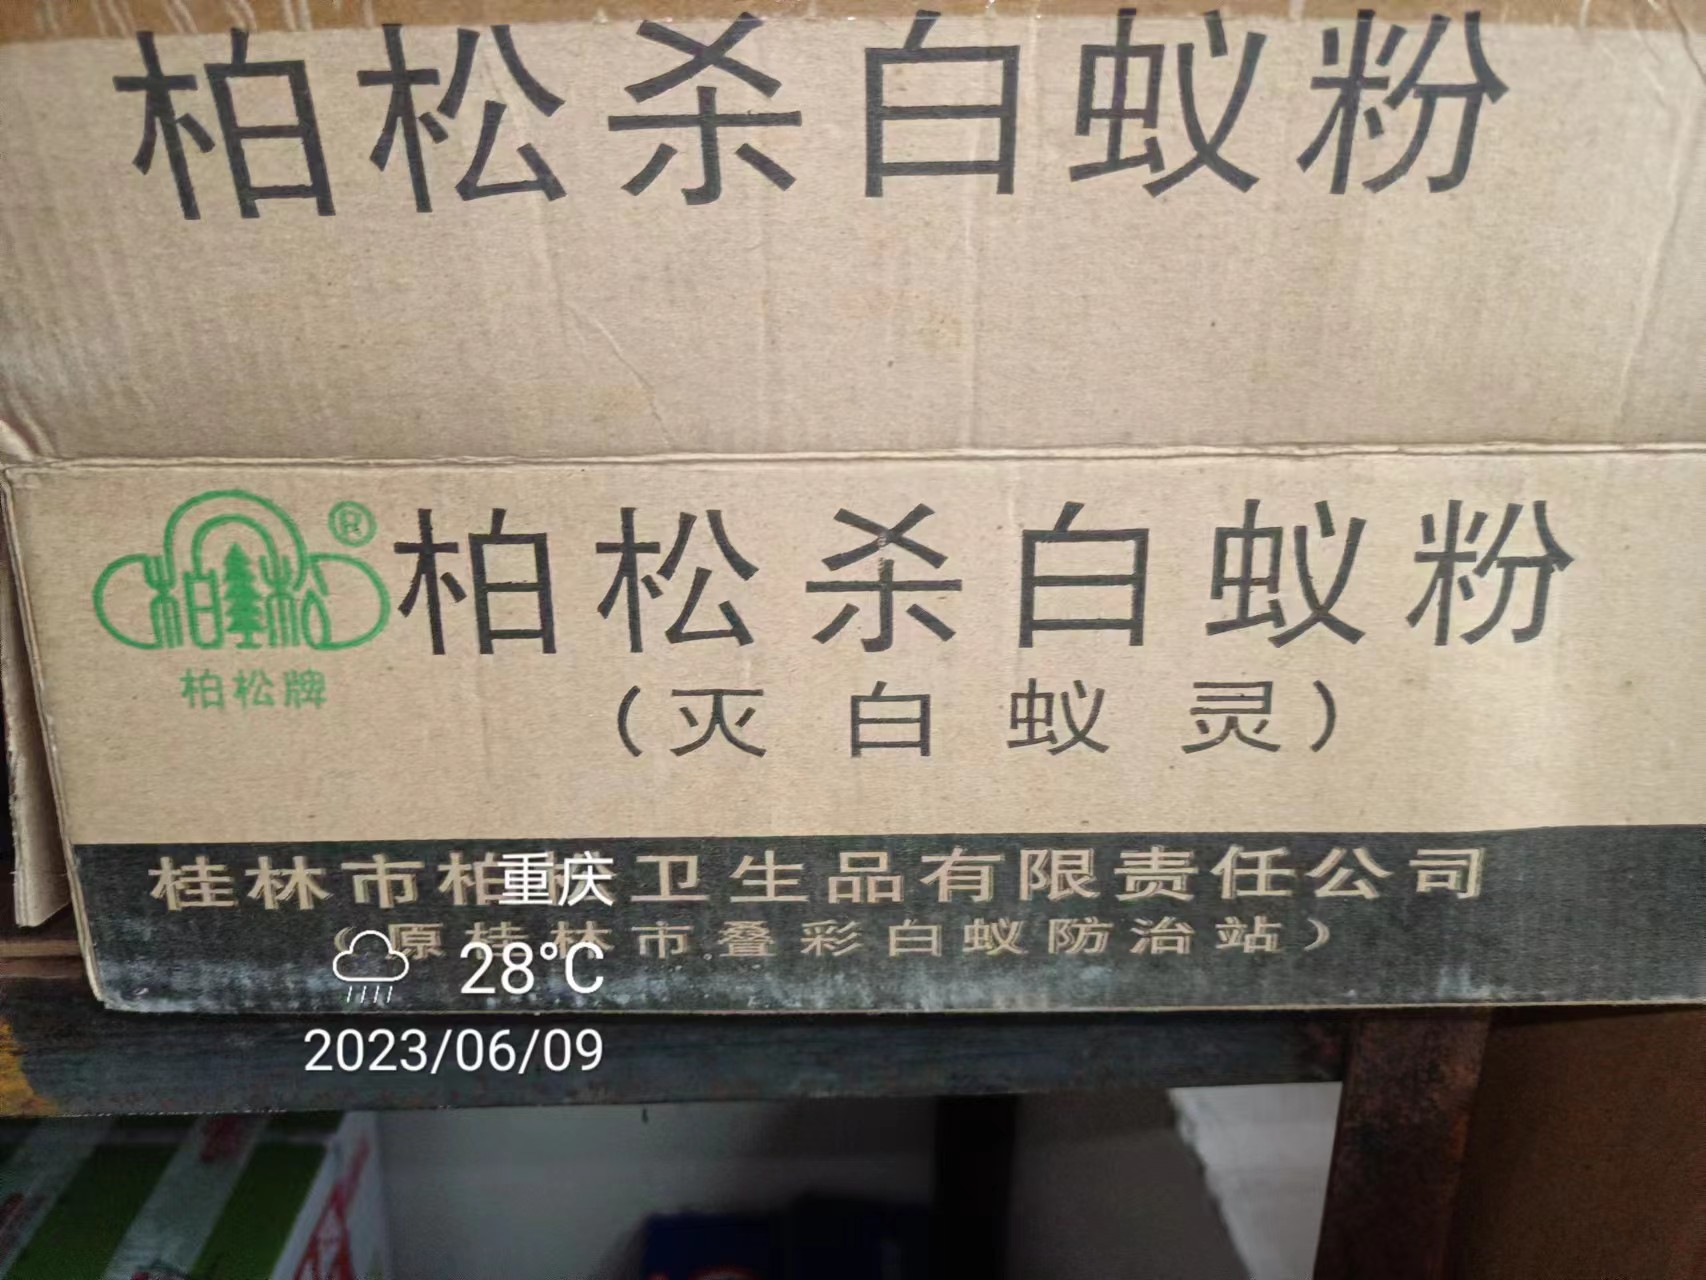 柏松杀白蚁粉
柏松
®
柏松杀白蚁粉
柏松牌
(灭白蚁灵)
桂林市柏 卫生品有限责任公司
重庆
(原桂林市叠彩白蚁防治站)
28°C
2023/06/09